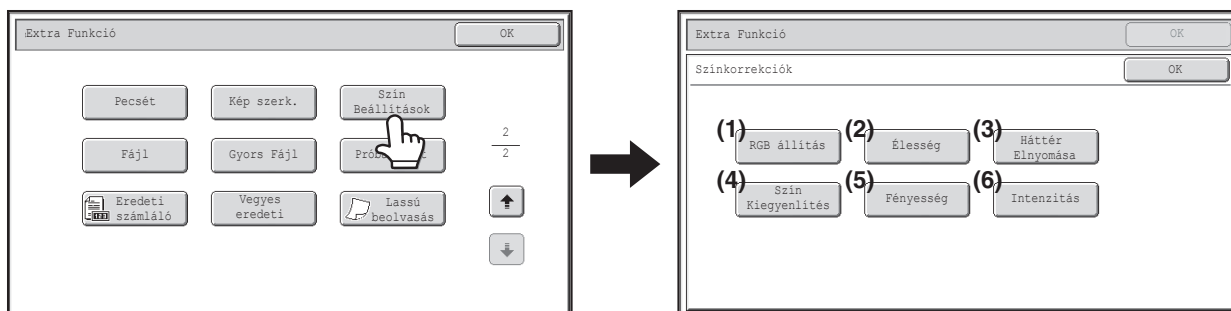 Extra Funkció
OK
Pecsét
Kép szerk.
Szín
Beállítások
Fájl
Gyors Fájl
2
2
Eredeti
számláló
Vegyes
eredeti
Lassú
beolvasás
Extra Funkció
OK
Színkorrekciók
OK
(1)
RGB állítás
(2)
Élesség
(3)
Háttér
Elnyomása
(4)
Szín
Kiegyenlítés
(5)
Fényesség
(6)
Intenzitás